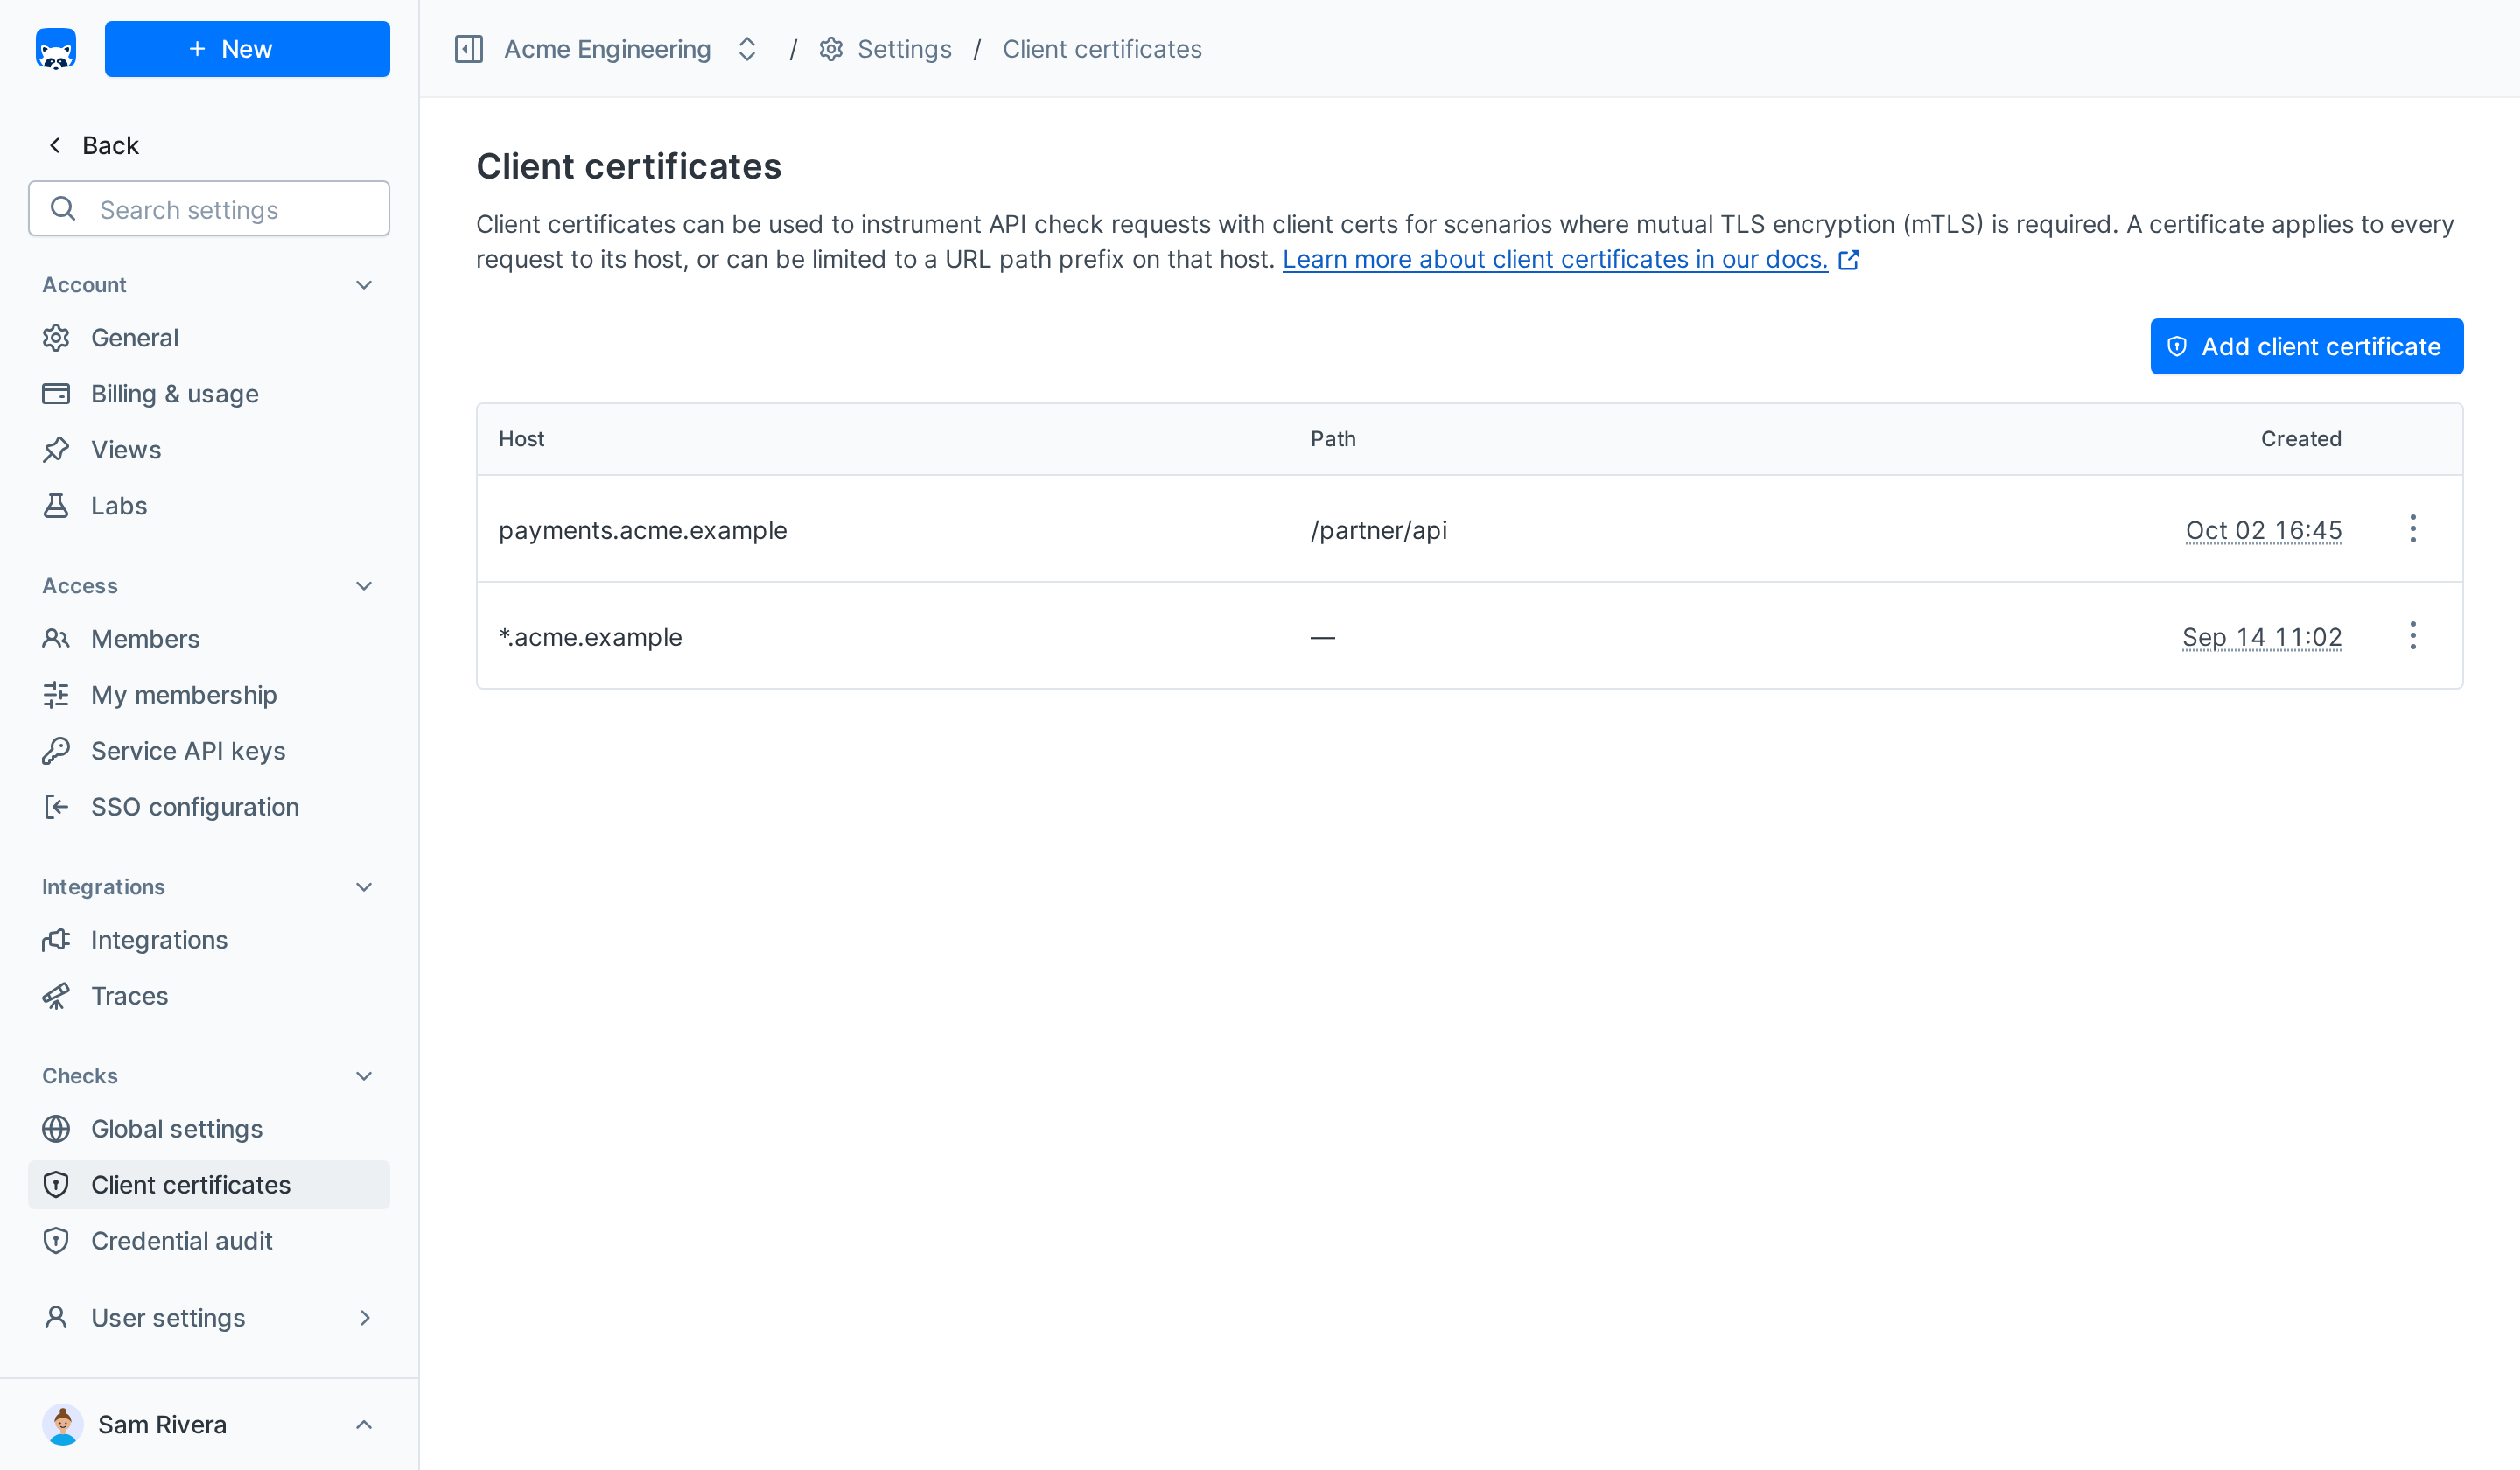 New
Acme Engineering / Settings / Client certificates
Back
Search settings
Account
General
Billing & usage
Views
Labs
Access
Members
My membership
Service API keys
SSO configuration
Integrations
Integrations
Traces
Checks
Global settings
Client certificates
Credential audit
User settings
Sam Rivera
Client certificates
Client certificates can be used to instrument API check requests with client certs for scenarios where mutual TLS encryption (mTLS) is required. A certificate applies to every
request to its host, or can be limited to a URL path prefix on that host. Learn more about client certificates in our docs.
Add client certificate
Host Path Created
payments.acme.example /partner/api Oct 02 16:45
*.acme.example — Sep 14 11:02